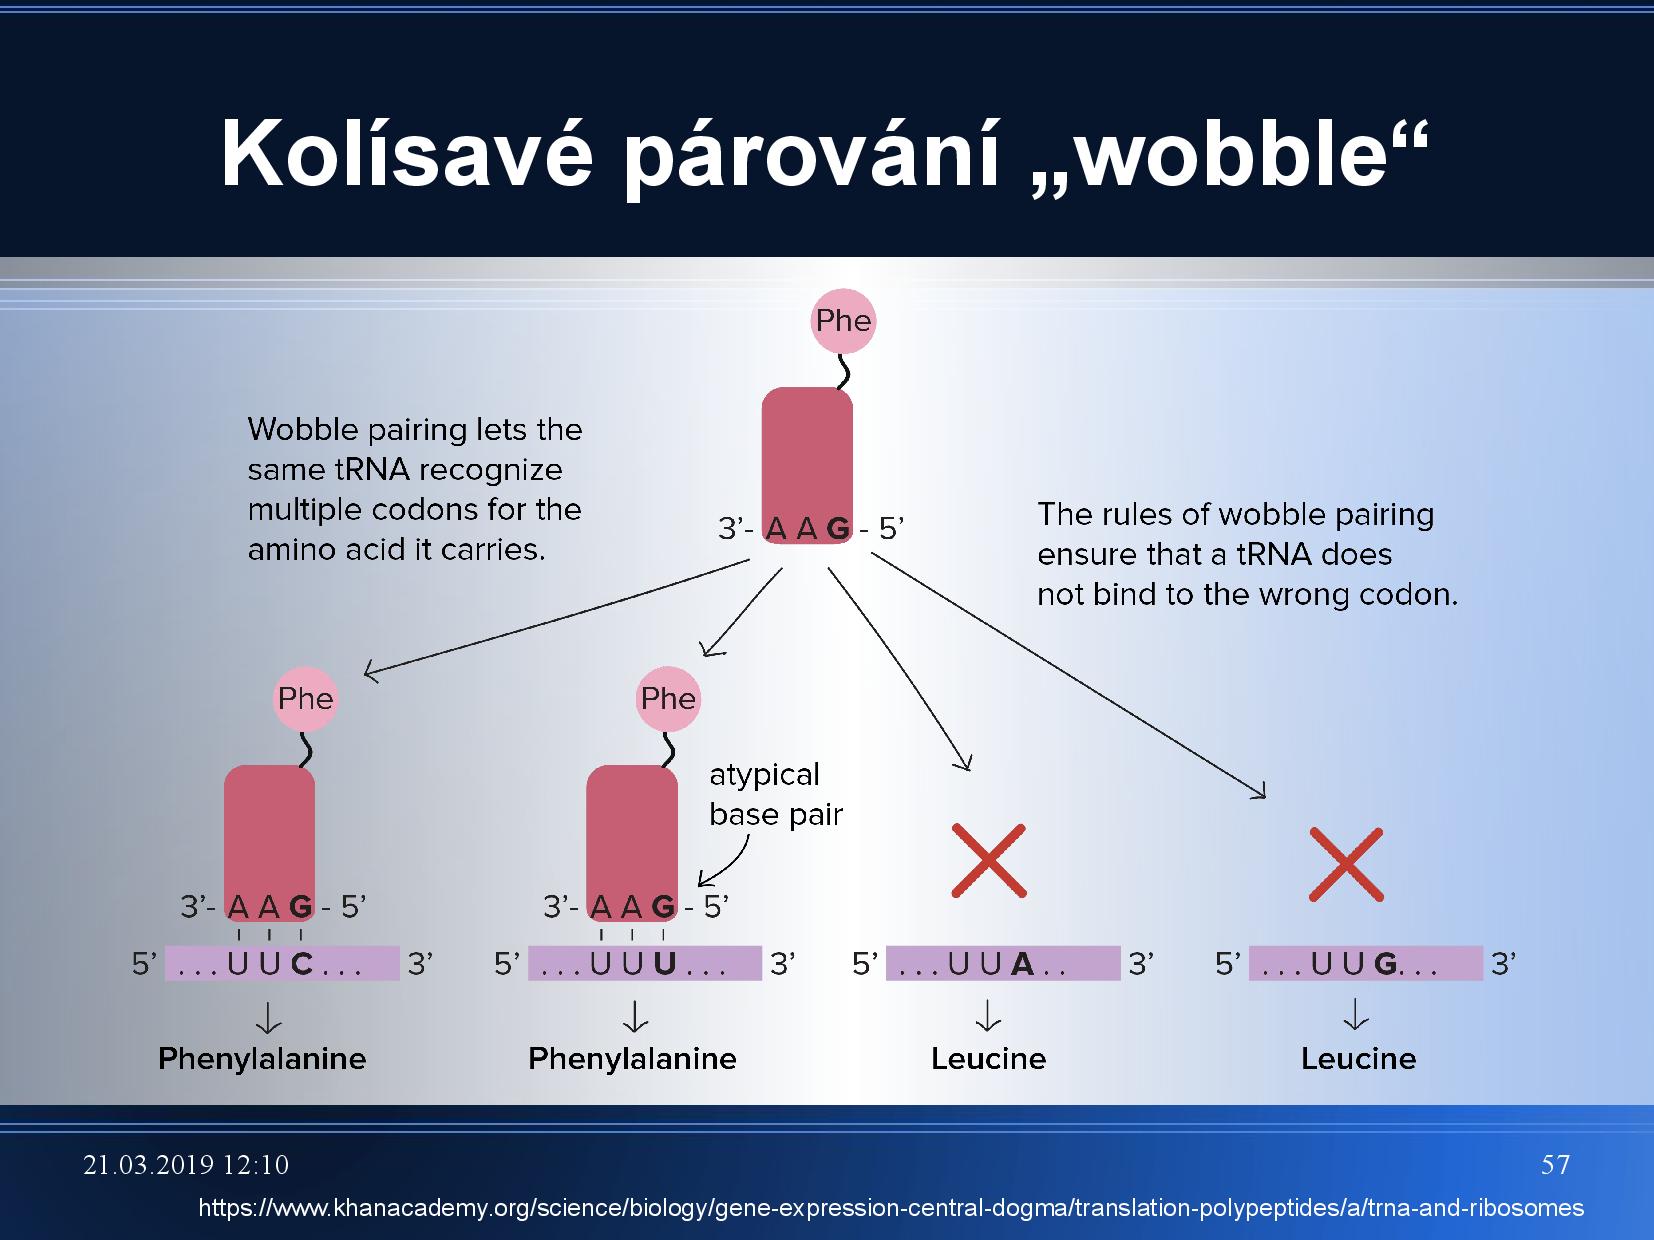 Kolísavé párování „wobble“
Phe
Wobble pairing lets the
same tRNA recognize
multiple codons for the
amino acid it carries.
3’- A A G - 5’
The rules of wobble pairing
ensure that a tRNA does
not bind to the wrong codon.
Phe
Phe
atypical
base pair
3’- A A G - 5’
3’- A A G - 5’
5’ ...U U C... 3’
5’ ...U U U... 3’
5’ ...U U A.. 3’
5’ ...U U G... 3’
Phenylalanine
Phenylalanine
Leucine
Leucine
21.03.2019 12:10
57
https://www.khanacademy.org/science/biology/gene-expression-central-dogma/translation-polypeptides/a/trna-and-ribosomes